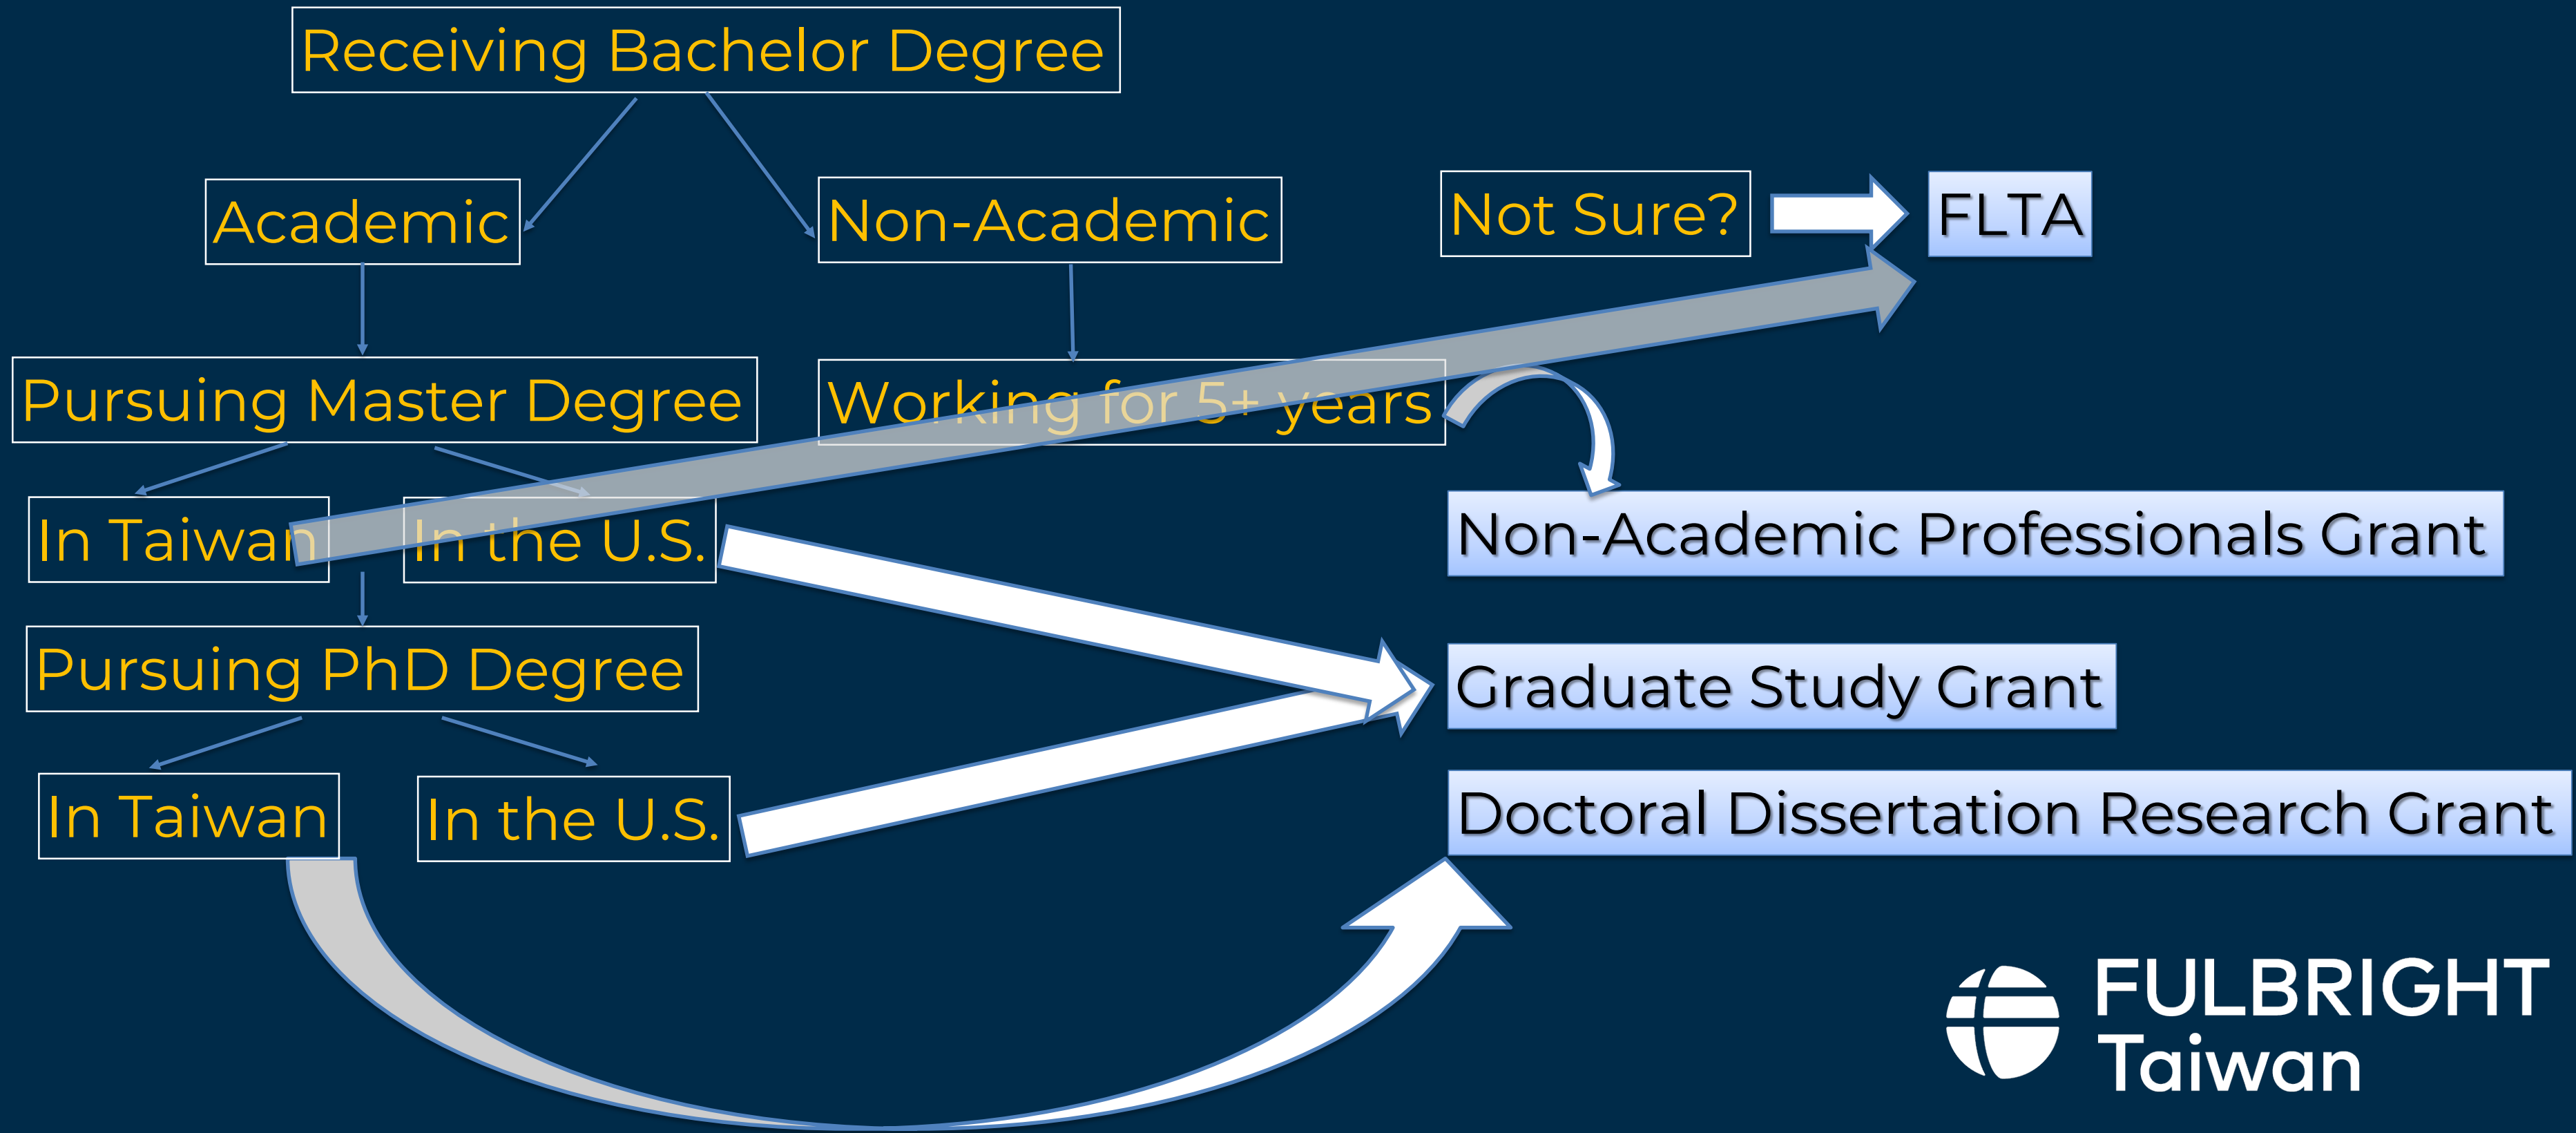 Receiving Bachelor Degree
Academic
Non-Academic
Not Sure?
FLTA
Pursuing Master Degree
Working for 5+ years
In Taiwan
In the U.S.
Non-Academic Professionals Grant
Pursuing PhD Degree
Graduate Study Grant
In Taiwan
In the U.S.
Doctoral Dissertation Research Grant
FULBRIGHT
Taiwan